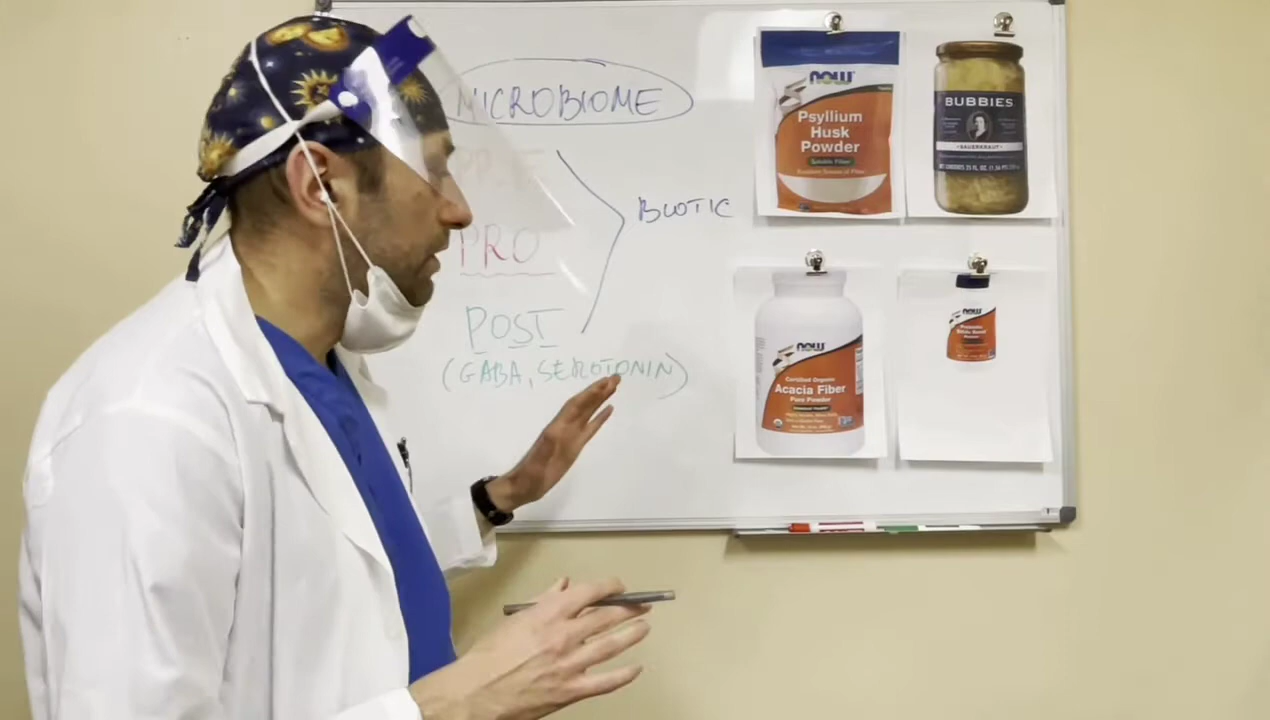 MICROBIOME
PRE
PRO
POST
(GABA, SEROTONIN)
BIOTIC
NOW
Psyllium
Husk
Powder
Soluble Fiber
BUBBIES
SAUERKRAUT
NOW
Certified Organic
Acacia Fiber
Pure Powder
NOW